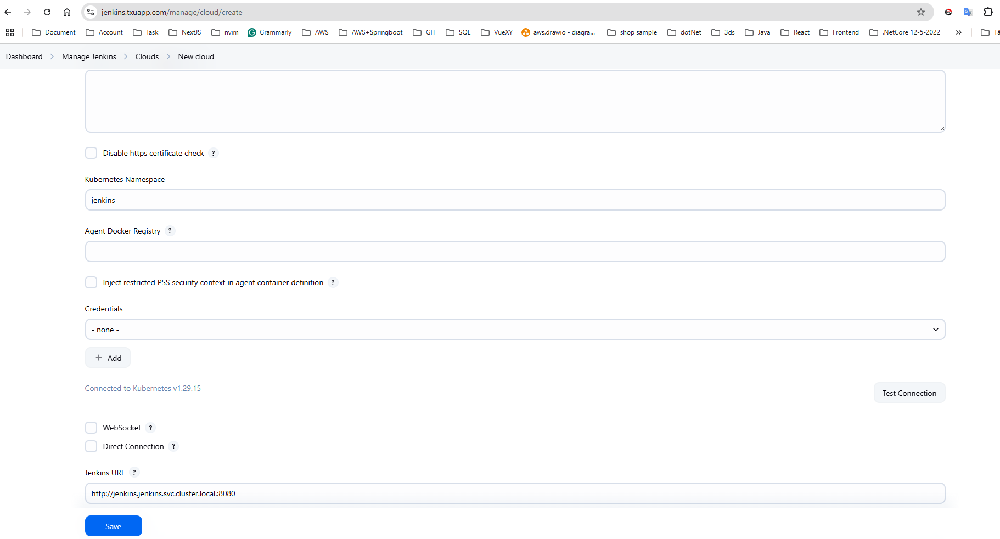 jenkins.txuapp.com/manage/cloud/create
Document Account Task NextJS nvim Grammarly AWS AWS+Springboot GIT SQL VueXY aws.drawio - diagra... shop sample dotNet 3ds Java React Frontend .NetCore 12-5-2022 »
Dashboard Manage Jenkins Clouds New cloud
Disable https certificate check ?
Kubernetes Namespace
jenkins
Agent Docker Registry ?
Inject restricted PSS security context in agent container definition ?
Credentials
- none -
+ Add
Connected to Kubernetes v1.29.15
Test Connection
WebSocket ?
Direct Connection ?
Jenkins URL ?
http://jenkins.jenkins.svc.cluster.local.:8080
Save